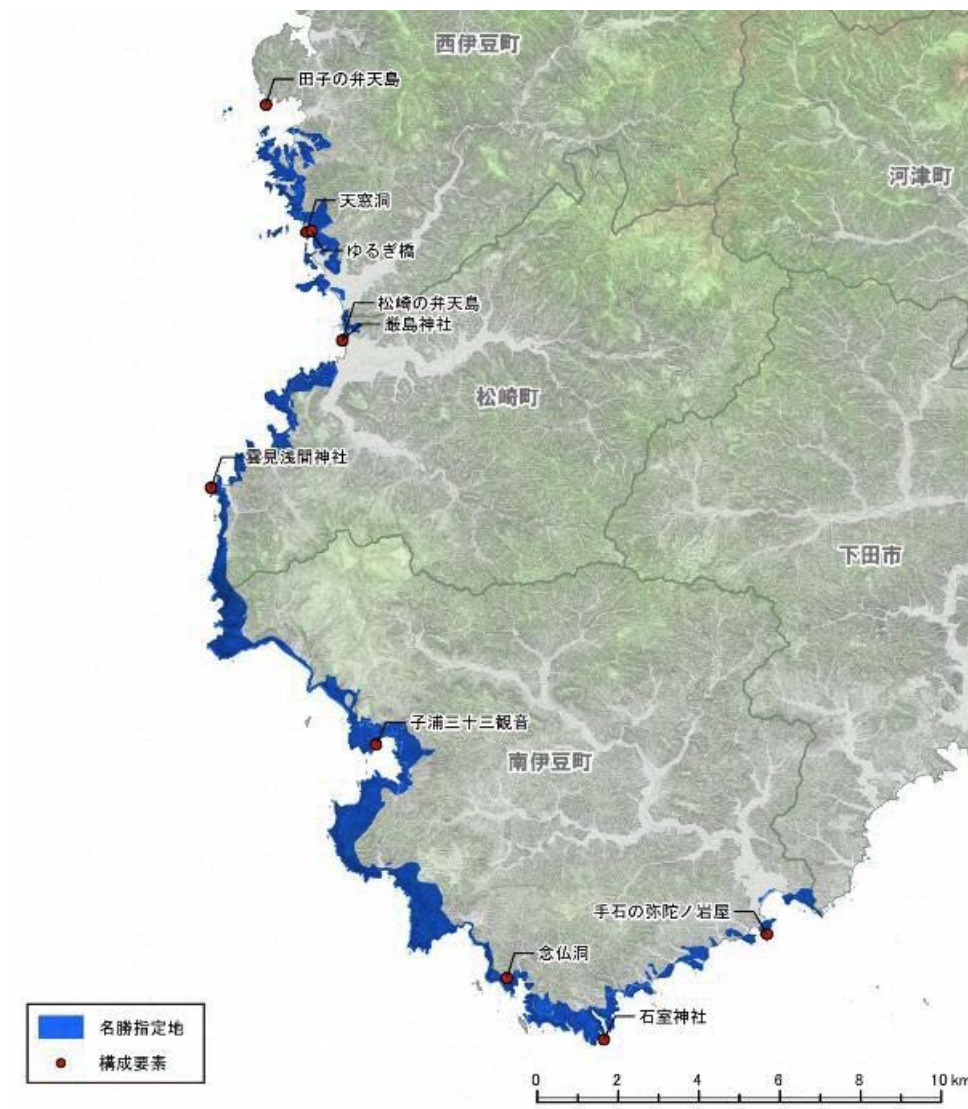 西伊豆町
田子の弁天島
河津町
天窓洞
ゆるぎ橋
松崎の弁天島
厳島神社
松崎町
雲見浅間神社
下田市
子浦三十三観音
南伊豆町
手石の弥陀ノ岩屋
念仏洞
石室神社
名勝指定地
構成要素
0 2 4 6 8 10 km